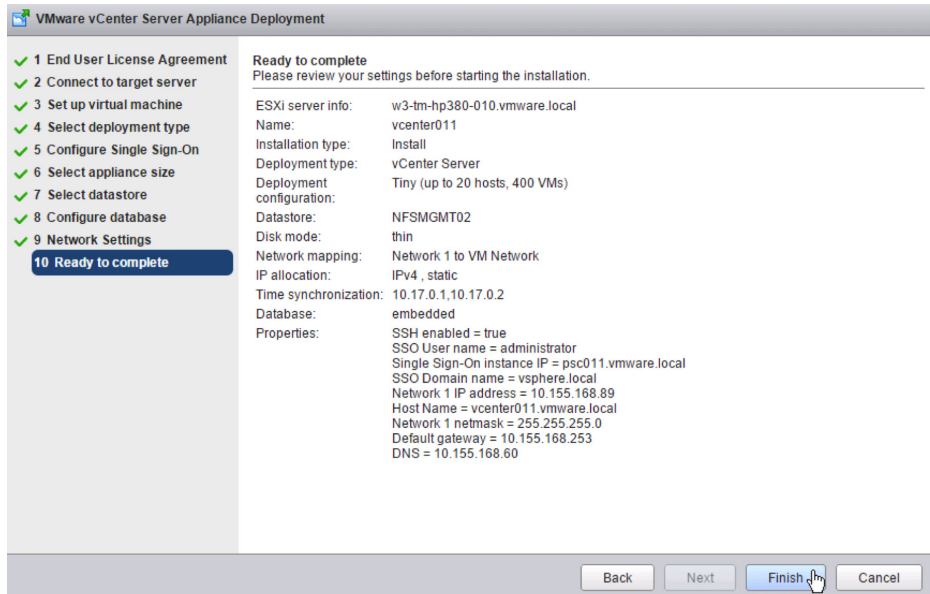 VMware vCenter Server Appliance Deployment
1 End User License Agreement
2 Connect to target server
3 Set up virtual machine
4 Select deployment type
5 Configure Single Sign-On
6 Select appliance size
7 Select datastore
8 Configure database
9 Network Settings
10 Ready to complete
Ready to complete
Please review your settings before starting the installation.
ESXi server info: w3-tm-hp380-010.vmware.local
Name: vcenter011
Installation type: Install
Deployment type: vCenter Server
Deployment configuration: Tiny (up to 20 hosts, 400 VMs)
Datastore: NFSMGMT02
Disk mode: thin
Network mapping: Network 1 to VM Network
IP allocation: IPv4 , static
Time synchronization: 10.17.0.1,10.17.0.2
Database: embedded
Properties: SSH enabled = true
SSO User name = administrator
Single Sign-On instance IP = psc011.vmware.local
SSO Domain name = vsphere.local
Network 1 IP address = 10.155.168.89
Host Name = vcenter011.vmware.local
Network 1 netmask = 255.255.255.0
Default gateway = 10.155.168.253
DNS = 10.155.168.60
Back Next Finish Cancel